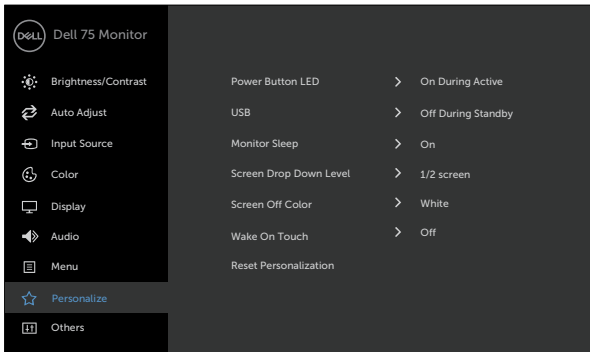 DELL Dell 75 Monitor
Brightness/Contrast Power Button LED > On During Active
Auto Adjust USB > Off During Standby
Input Source Monitor Sleep > On
Color Screen Drop Down Level > 1/2 screen
Display Screen Off Color > White
Audio Wake On Touch > Off
Menu Reset Personalization
Personalize
Others